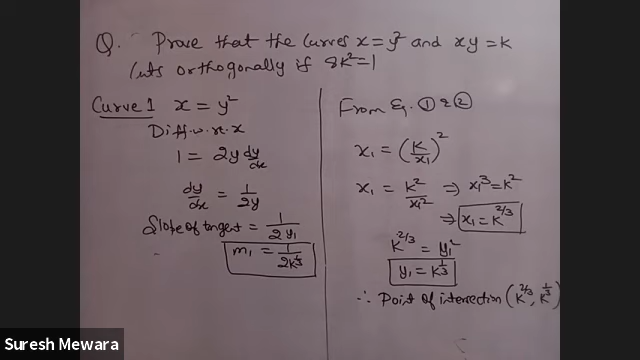 Q. Prove that the curves x = y² and xy = k
Cuts orthogonally if 8k² = 1
Curve 1 x = y²
Diff. w.r.t. x
1 = 2y dy/dx
dy/dx = 1/2y
Slope of tangent = 1/2y₁
m₁ = 1/2k^1/3
From Eq. ① & ②
x₁ = (k/x₁)²
x₁ = k²/x₁² ⇒ x₁³ = k²
⇒ x₁ = k^2/3
k^2/3 = y₁²
y₁ = k^1/3
∴ Point of intersection (k^2/3, k^1/3)
Suresh Mewara